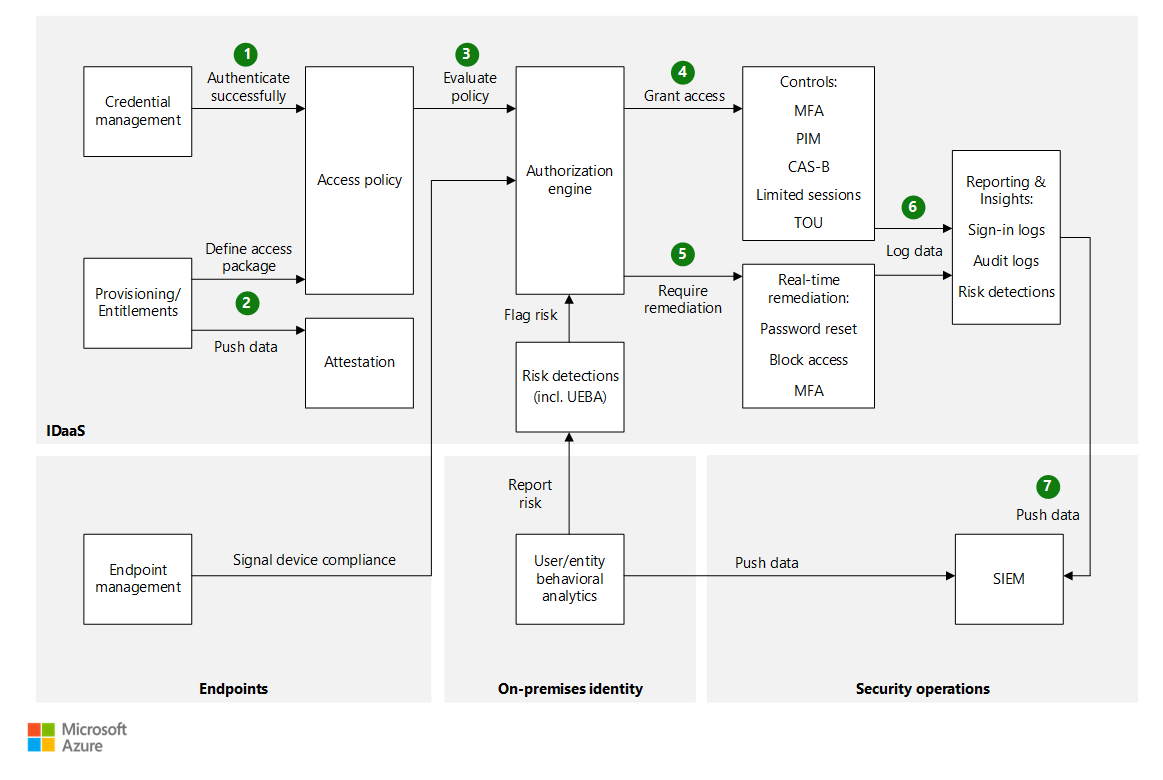 1
Authenticate
successfully
3
Evaluate
policy
4
Grant access
Credential
management
Access policy
Authorization
engine
Controls:
MFA
PIM
CAS-B
Limited sessions
TOU
6
Log data
Reporting &
Insights:
Sign-in logs
Audit logs
Risk detections
Define access
package
Provisioning/
Entitlements
2
Push data
Attestation
5
Require
remediation
Real-time
remediation:
Password reset
Block access
MFA
Flag risk
Risk detections
(incl. UEBA)
IDaaS
Report
risk
7
Push data
Endpoint
management
Signal device compliance
User/entity
behavioral
analytics
Push data
SIEM
Endpoints
On-premises identity
Security operations
Microsoft
Azure